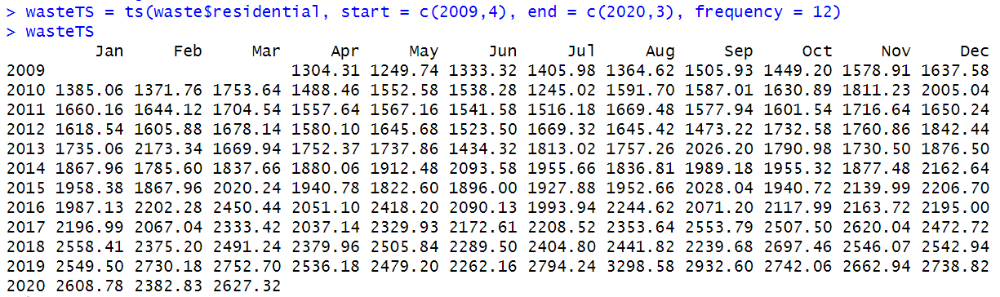 > wasteTS = ts(waste$residential, start = c(2009,4), end = c(2020,3), frequency = 12)
> wasteTS
Jan Feb Mar Apr May Jun Jul Aug Sep Oct Nov Dec
2009 1304.31 1249.74 1333.32 1405.98 1364.62 1505.93 1449.20 1578.91 1637.58
2010 1385.06 1371.76 1753.64 1488.46 1552.58 1538.28 1245.02 1591.70 1587.01 1630.89 1811.23 2005.04
2011 1660.16 1644.12 1704.54 1557.64 1567.16 1541.58 1516.18 1669.48 1577.94 1601.54 1716.64 1650.24
2012 1618.54 1605.88 1678.14 1580.10 1645.68 1523.50 1669.32 1645.42 1473.22 1732.58 1760.86 1842.44
2013 1735.06 2173.34 1669.94 1752.37 1737.86 1434.32 1813.02 1757.26 2026.20 1790.98 1730.50 1876.50
2014 1867.96 1785.60 1837.66 1880.06 1912.48 2093.58 1955.66 1836.81 1989.18 1955.32 1877.48 2162.64
2015 1958.38 1867.96 2020.24 1940.78 1822.60 1896.00 1927.88 1952.66 2028.04 1940.72 2139.99 2206.70
2016 1987.13 2202.28 2450.44 2051.10 2418.20 2090.13 1993.94 2244.62 2071.20 2117.99 2163.72 2195.00
2017 2196.99 2067.04 2333.42 2037.14 2329.93 2172.61 2208.52 2353.64 2553.79 2507.50 2620.04 2472.72
2018 2558.41 2375.20 2491.24 2379.96 2505.84 2289.50 2404.80 2441.82 2239.68 2697.46 2546.07 2542.94
2019 2549.50 2730.18 2752.70 2536.18 2479.20 2262.16 2794.24 3298.58 2932.60 2742.06 2662.94 2738.82
2020 2608.78 2382.83 2627.32